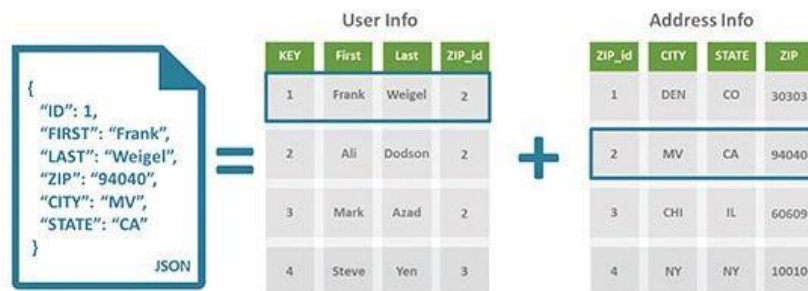 {
"ID": 1,
"FIRST": "Frank",
"LAST": "Weigel",
"ZIP": "94040",
"CITY": "MV",
"STATE": "CA"
}
JSON
=
User Info
KEY First Last ZIP_id
1 Frank Weigel 2
2 Ali Dodson 2
3 Mark Azad 2
4 Steve Yen 3
+
Address Info
ZIP_id CITY STATE ZIP
1 DEN CO 30303
2 MV CA 94040
3 CHI IL 60609
4 NY NY 10010